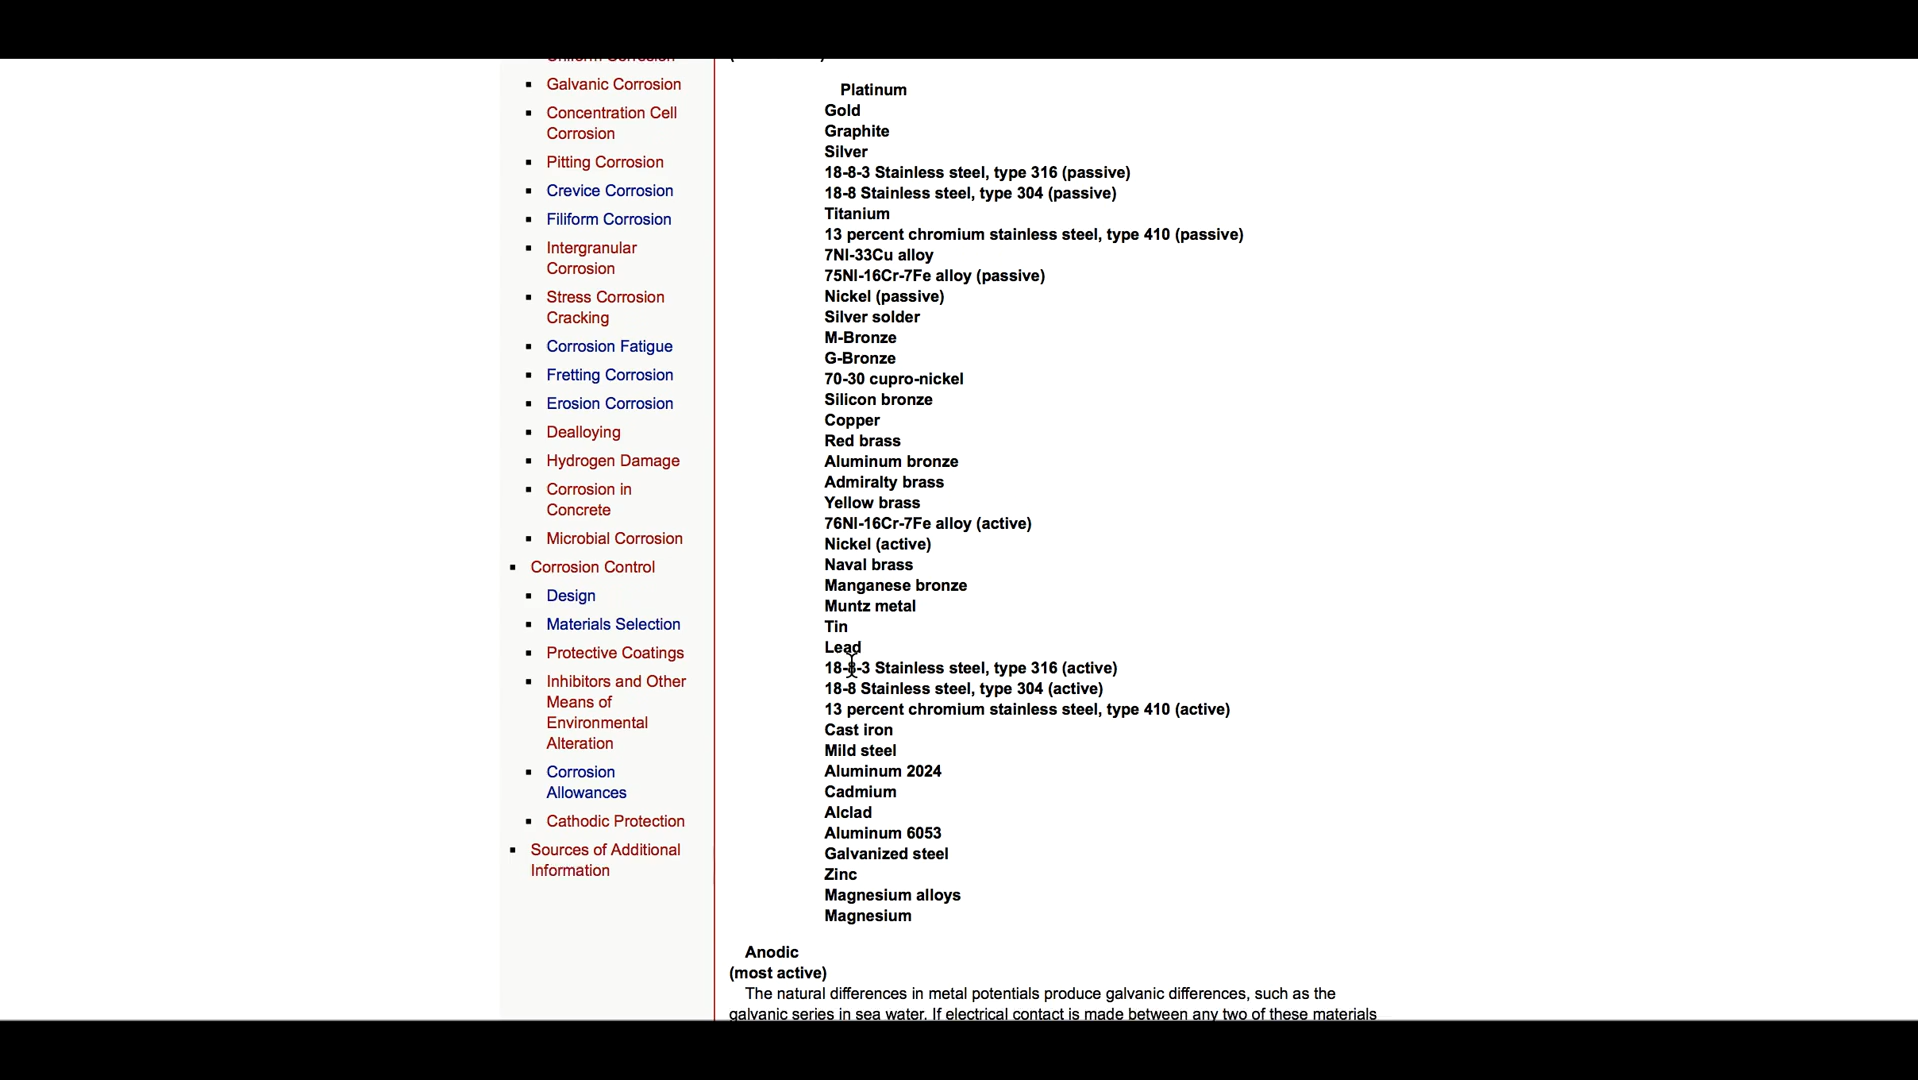 Uniform Corrosion
Galvanic Corrosion
Concentration Cell
Corrosion
Pitting Corrosion
Crevice Corrosion
Filiform Corrosion
Intergranular
Corrosion
Stress Corrosion
Cracking
Corrosion Fatigue
Fretting Corrosion
Erosion Corrosion
Dealloying
Hydrogen Damage
Corrosion in
Concrete
Microbial Corrosion
Corrosion Control
Design
Materials Selection
Protective Coatings
Inhibitors and Other
Means of
Environmental
Alteration
Corrosion
Allowances
Cathodic Protection
Sources of Additional
Information
Platinum
Gold
Graphite
Silver
18-8-3 Stainless steel, type 316 (passive)
18-8 Stainless steel, type 304 (passive)
Titanium
13 percent chromium stainless steel, type 410 (passive)
7NI-33Cu alloy
75NI-16Cr-7Fe alloy (passive)
Nickel (passive)
Silver solder
M-Bronze
G-Bronze
70-30 cupro-nickel
Silicon bronze
Copper
Red brass
Aluminum bronze
Admiralty brass
Yellow brass
76NI-16Cr-7Fe alloy (active)
Nickel (active)
Naval brass
Manganese bronze
Muntz metal
Tin
Lead
18-8-3 Stainless steel, type 316 (active)
18-8 Stainless steel, type 304 (active)
13 percent chromium stainless steel, type 410 (active)
Cast iron
Mild steel
Aluminum 2024
Cadmium
Alclad
Aluminum 6053
Galvanized steel
Zinc
Magnesium alloys
Magnesium
Anodic
(most active)
The natural differences in metal potentials produce galvanic differences, such as the
galvanic series in sea water. If electrical contact is made between any two of these materials